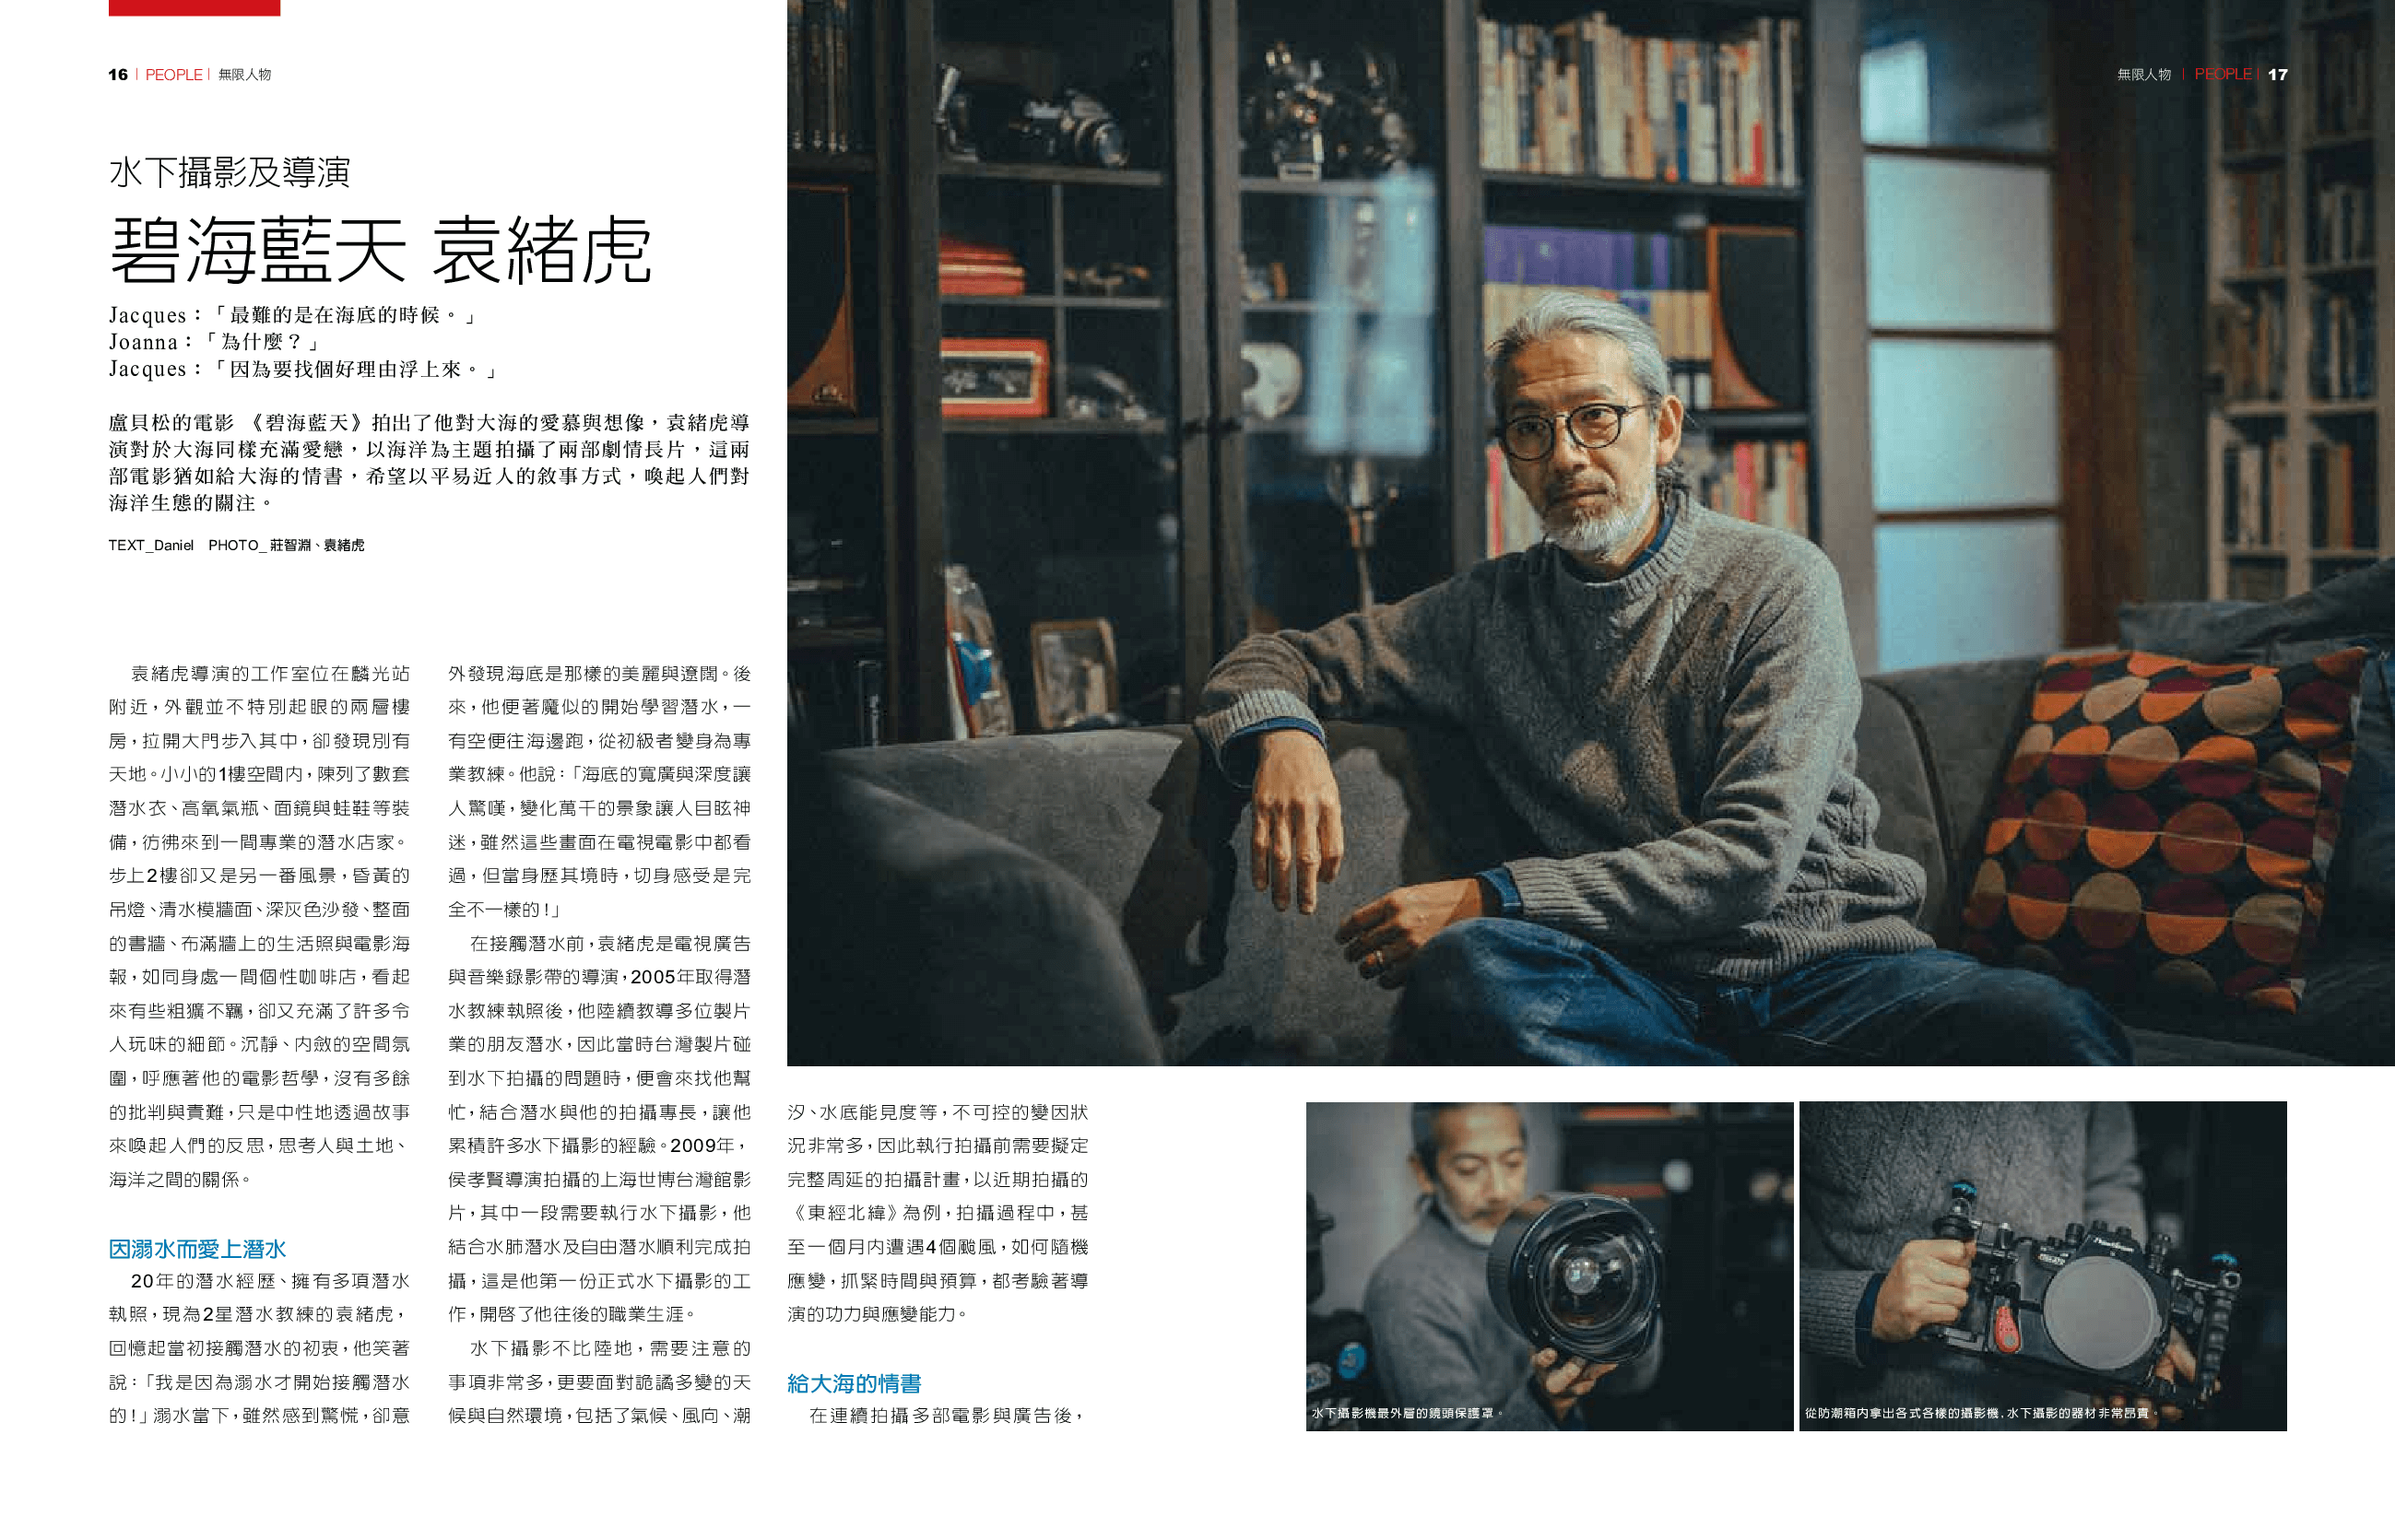 16 | PEOPLE | 無限人物
無限人物 | PEOPLE | 17
水下攝影及導演
碧海藍天 袁緒虎
Jacques：「最難的是在海底的時候。」
Joanna：「為什麼？」
Jacques：「因為要找個好理由浮上來。」
盧貝松的電影 《碧海藍天》拍出了他對大海的愛慕與想像，袁緒虎導
演對於大海同樣充滿愛戀，以海洋為主題拍攝了兩部劇情長片，這兩
部電影猶如給大海的情書，希望以平易近人的敘事方式，喚起人們對
海洋生態的關注。
TEXT_Daniel PHOTO_莊智淵、袁緒虎
袁緒虎導演的工作室位在麟光站
附近，外觀並不特別起眼的兩層樓
房，拉開大門步入其中，卻發現別有
天地。小小的1樓空間內，陳列了數套
潛水衣、高氧氣瓶、面鏡與蛙鞋等裝
備，彷彿來到一間專業的潛水店家。
步上2樓卻又是另一番風景，昏黃的
吊燈、清水模牆面、深灰色沙發、整面
的書牆、布滿牆上的生活照與電影海
報，如同身處一間個性咖啡店，看起
來有些粗獷不羈，卻又充滿了許多令
人玩味的細節。沉靜、內斂的空間氛
圍，呼應著他的電影哲學，沒有多餘
的批判與責難，只是中性地透過故事
來喚起人們的反思，思考人與土地、
海洋之間的關係。
因溺水而愛上潛水
20年的潛水經歷、擁有多項潛水
執照，現為2星潛水教練的袁緒虎，
回憶起當初接觸潛水的初衷，他笑著
說：「我是因為溺水才開始接觸潛水
的！」溺水當下，雖然感到驚慌，卻意
外發現海底是那樣的美麗與遼闊。後
來，他便著魔似的開始學習潛水，一
有空便往海邊跑，從初級者變身為專
業教練。他說：「海底的寬廣與深度讓
人驚嘆，變化萬千的景象讓人目眩神
迷，雖然這些畫面在電視電影中都看
過，但當身歷其境時，切身感受是完
全不一樣的！」
在接觸潛水前，袁緒虎是電視廣告
與音樂錄影帶的導演，2005年取得潛
水教練執照後，他陸續教導多位製片
業的朋友潛水，因此當時台灣製片碰
到水下拍攝的問題時，便會來找他幫
忙，結合潛水與他的拍攝專長，讓他
累積許多水下攝影的經驗。2009年，
侯孝賢導演拍攝的上海世博台灣館影
片，其中一段需要執行水下攝影，他
結合水肺潛水及自由潛水順利完成拍
攝，這是他第一份正式水下攝影的工
作，開啓了他往後的職業生涯。
水下攝影不比陸地，需要注意的
事項非常多，更要面對詭譎多變的天
候與自然環境，包括了氣候、風向、潮
汐、水底能見度等，不可控的變因狀
況非常多，因此執行拍攝前需要擬定
完整周延的拍攝計畫，以近期拍攝的
《東經北緯》為例，拍攝過程中，甚
至一個月內遭遇4個颱風，如何隨機
應變，抓緊時間與預算，都考驗著導
演的功力與應變能力。
給大海的情書
在連續拍攝多部電影與廣告後，
水下攝影機最外層的鏡頭保護罩。
從防潮箱內拿出各式各樣的攝影機，水下攝影的器材非常昂貴。